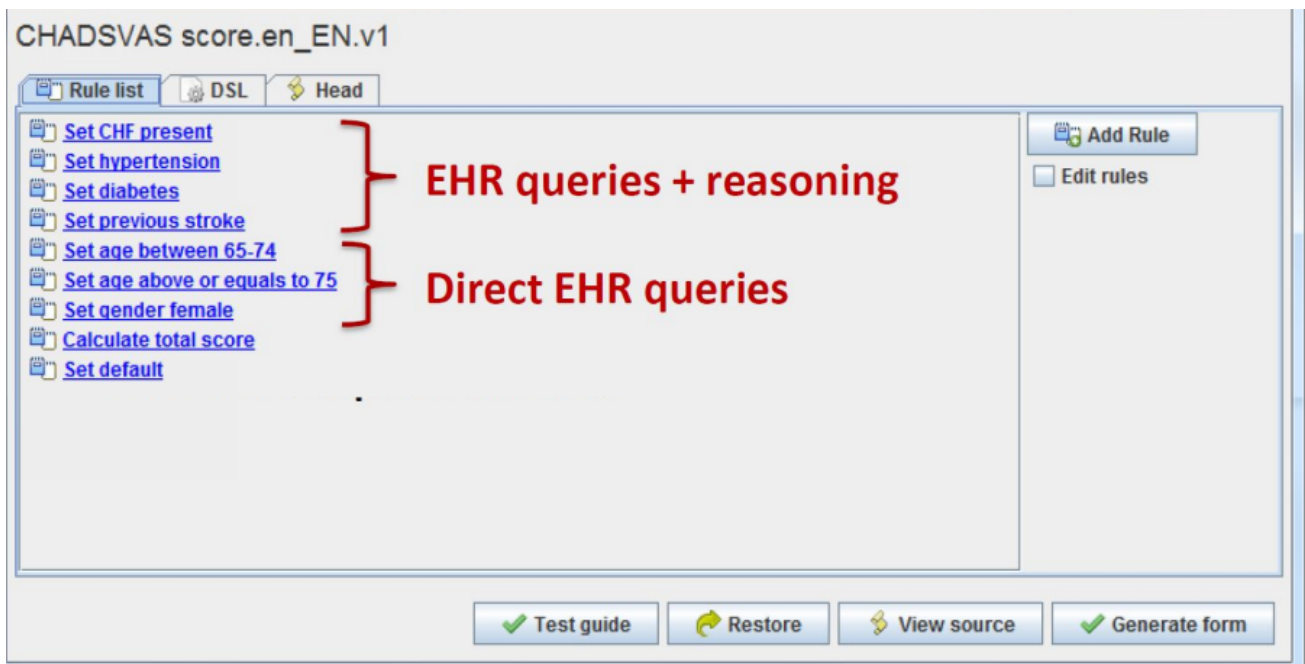 CHADSVAS score.en_EN.v1
Rule list DSL Head
Set CHF present
Set hypertension
Set diabetes
Set previous stroke
EHR queries + reasoning
Set age between 65-74
Set age above or equals to 75
Set gender female
Direct EHR queries
Calculate total score
Set default
Add Rule
Edit rules
Test guide Restore View source Generate form